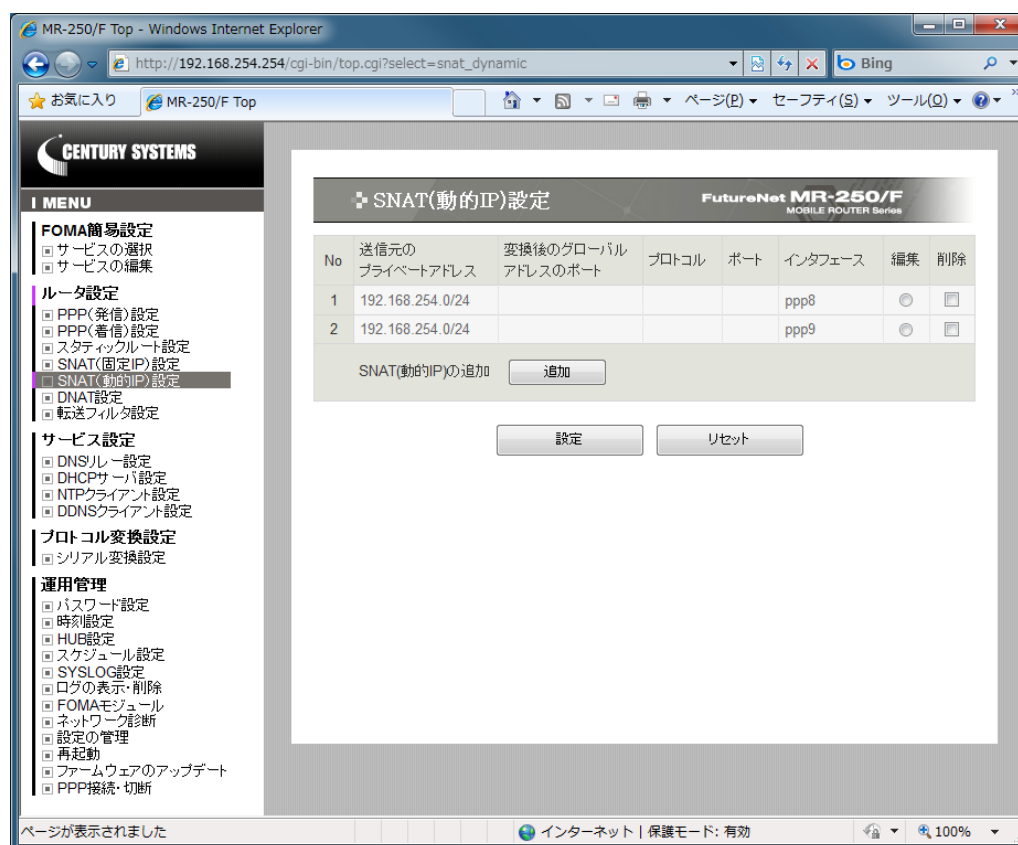 MR-250/F Top - Windows Internet Explorer
http://192.168.254.254/cgi-bin/top.cgi?select=snat_dynamic
Bing
お気に入り
MR-250/F Top
ページ(P)
セーフティ(S)
ツール(O)
CENTURY SYSTEMS
MENU
FOMA簡易設定
サービスの選択
サービスの編集
ルータ設定
PPP(発信)設定
PPP(着信)設定
スタティックルート設定
SNAT(固定IP)設定
SNAT(動的IP)設定
DNAT設定
転送フィルタ設定
サービス設定
DNSリレー設定
DHCPサーバ設定
NTPクライアント設定
DDNSクライアント設定
プロトコル変換設定
シリアル変換設定
運用管理
パスワード設定
時刻設定
HUB設定
スケジュール設定
SYSLOG設定
ログの表示・削除
FOMAモジュール
ネットワーク診断
設定の管理
再起動
ファームウェアのアップデート
PPP接続・切断
SNAT(動的IP)設定
FutureNet MR-250/F
MOBILE ROUTER Series
No 送信元のプライベートアドレス 変換後のグローバルアドレスのポート プロトコル ポート インタフェース 編集 削除
1 192.168.254.0/24 ppp8
2 192.168.254.0/24 ppp9
SNAT(動的IP)の追加 追加
設定 リセット
ページが表示されました
インターネット | 保護モード: 有効
100%